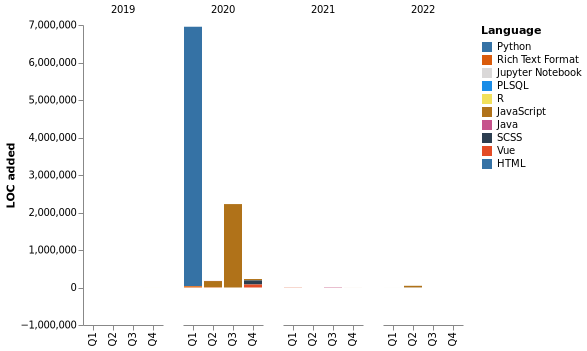 2019 2020 2021 2022
LOC added
7,000,000
6,000,000
5,000,000
4,000,000
3,000,000
2,000,000
1,000,000
0
−1,000,000
Q1 Q2 Q3 Q4 Q1 Q2 Q3 Q4 Q1 Q2 Q3 Q4 Q1 Q2 Q3 Q4
Language
Python
Rich Text Format
Jupyter Notebook
PLSQL
R
JavaScript
Java
SCSS
Vue
HTML